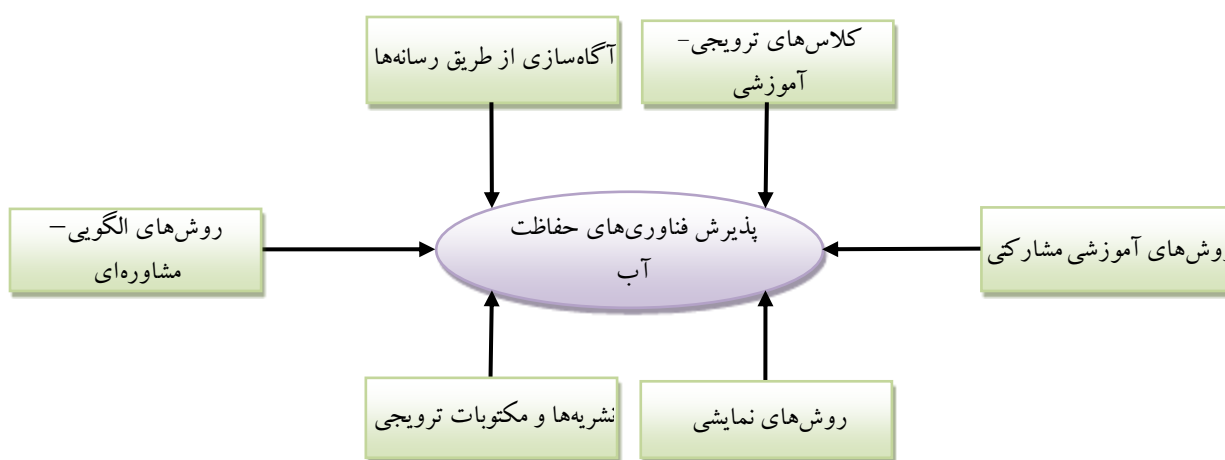 کلاس‌های ترویجی-
آموزشی
آگاه‌سازی از طریق رسانه‌ها
روش‌های آموزشی مشارکتی
پذیرش فناوری‌های حفاظت
آب
روش‌های الگویی-
مشاوره‌ای
روش‌های نمایشی
نشریه‌ها و مکتوبات ترویجی